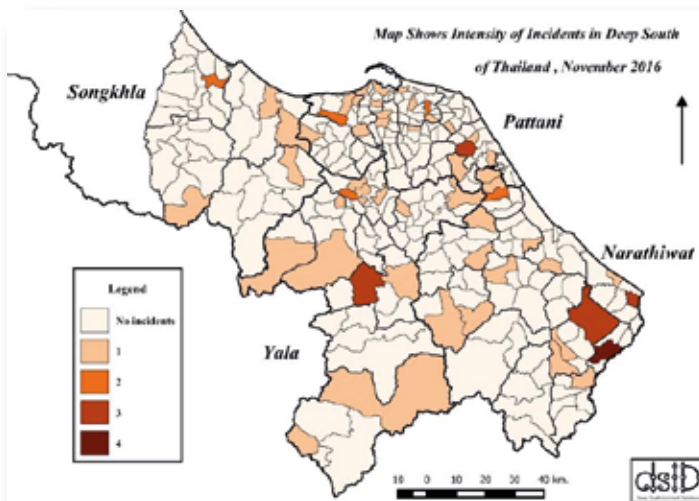 Map Shows Intensity of Incidents in Deep South
of Thailand , November 2016
Songkhla
Pattani
Narathiwat
Yala
Legend
No incidents
1
2
3
4
10 0 10 20 30 40 km.
dsid